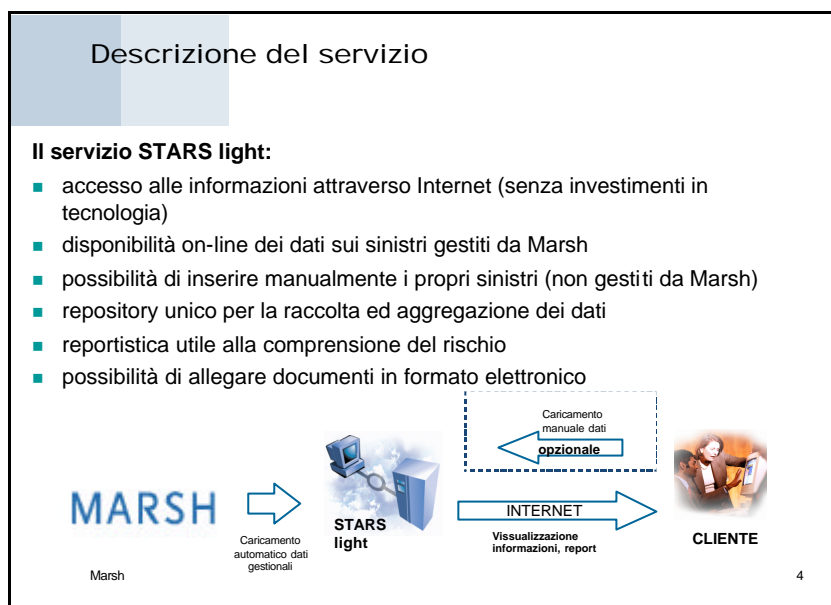 Descrizione del servizio
Il servizio STARS light:
accesso alle informazioni attraverso Internet (senza investimenti in
tecnologia)
disponibilità on-line dei dati sui sinistri gestiti da Marsh
possibilità di inserire manualmente i propri sinistri (non gestiti da Marsh)
repository unico per la raccolta ed aggregazione dei dati
reportistica utile alla comprensione del rischio
possibilità di allegare documenti in formato elettronico
Caricamento
manuale dati
opzionale
MARSH
Caricamento
automatico dati
gestionali
STARS
light
INTERNET
Vissualizzazione
informazioni, report
CLIENTE
Marsh
4